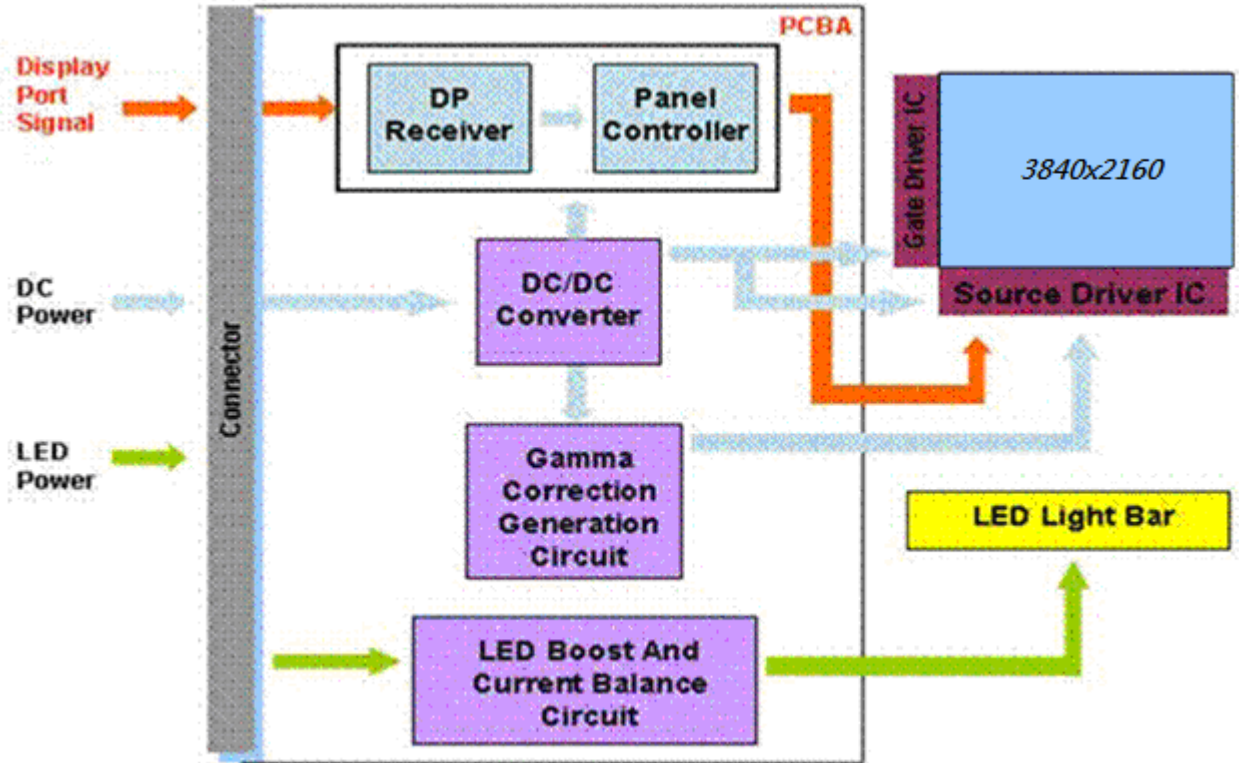 PCBA
Display
Port
Signal
DP
Receiver
Panel
Controller
Gate Driver IC
3840x2160
DC
Power
DC/DC
Converter
Source Driver IC
Connector
LED
Power
Gamma
Correction
Generation
Circuit
LED Light Bar
LED Boost And
Current Balance
Circuit